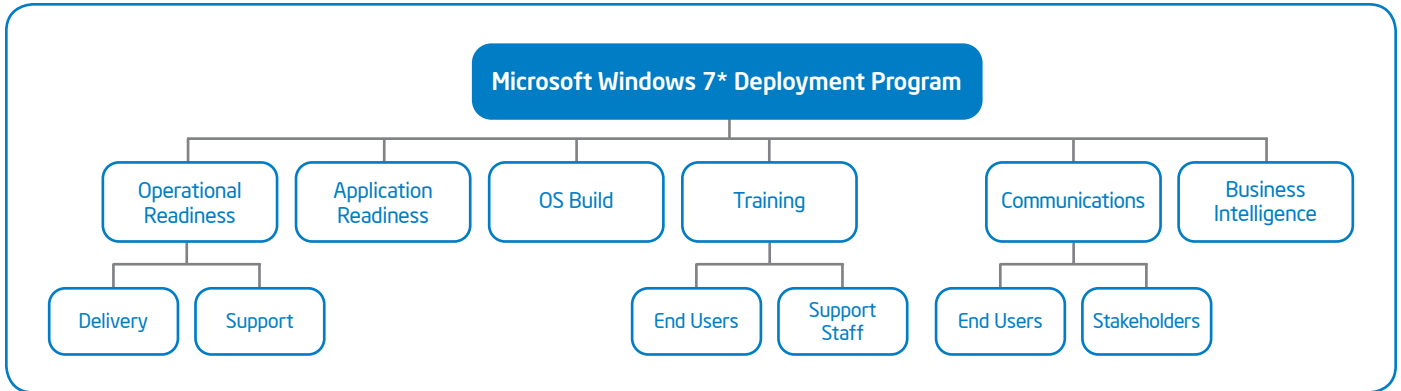 Microsoft Windows 7* Deployment Program
Operational
Readiness
Application
Readiness
OS Build
Training
Communications
Business
Intelligence
Delivery
Support
End Users
Support
Staff
End Users
Stakeholders